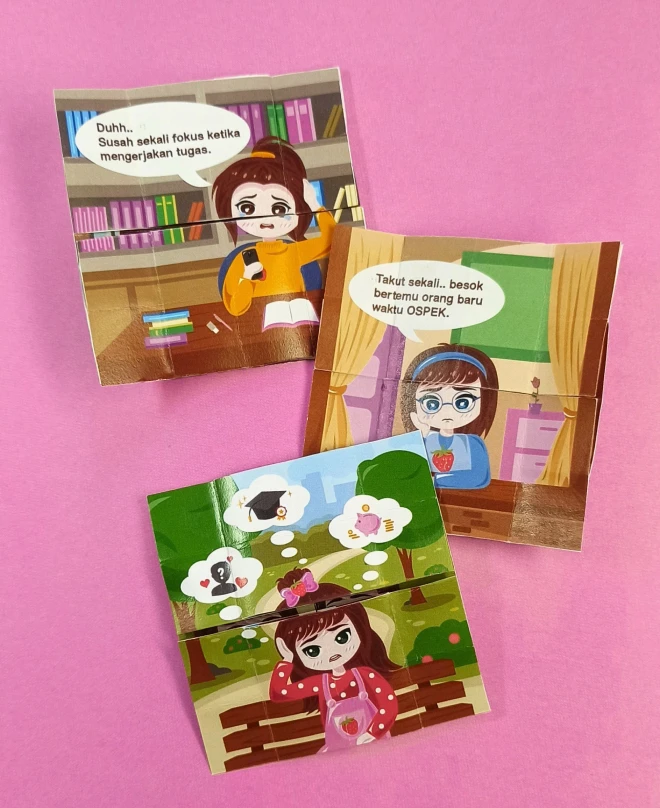 Duhh..
Susah sekali fokus ketika
mengerjakan tugas.
Takut sekali.. besok
bertemu orang baru
waktu OSPEK.
?